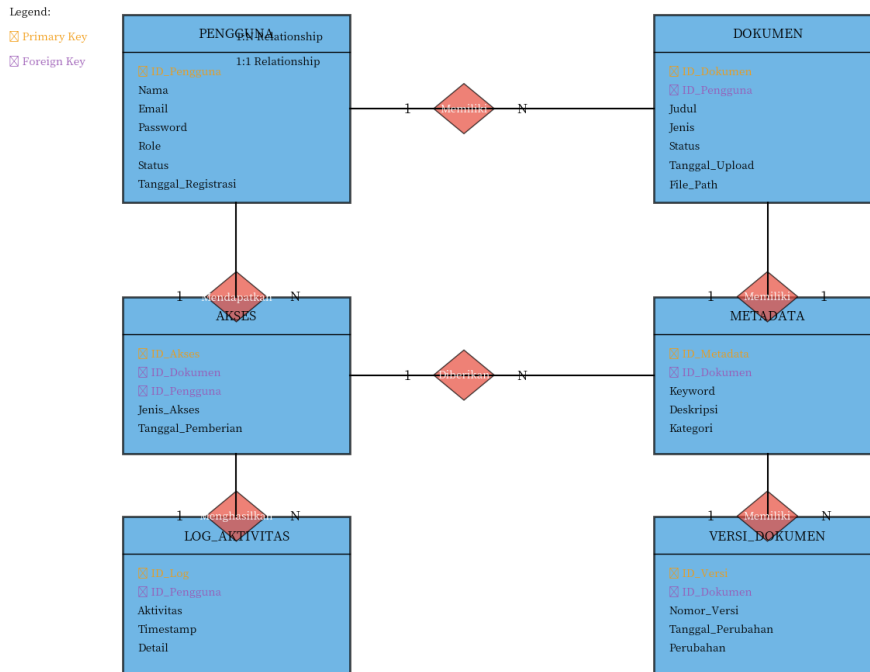 Legend:
Primary Key
Foreign Key
1:N Relationship
1:1 Relationship
PENGGUNA
ID_Pengguna
Nama
Email
Password
Role
Status
Tanggal_Registrasi
1
Memiliki
N
DOKUMEN
ID_Dokumen
ID_Pengguna
Judul
Jenis
Status
Tanggal_Upload
File_Path
1
Mendapatkan
N
AKSES
ID_Akses
ID_Dokumen
ID_Pengguna
Jenis_Akses
Tanggal_Pemberian
1
Diberikan
N
1
Memiliki
1
METADATA
ID_Metadata
ID_Dokumen
Keyword
Deskripsi
Kategori
1
Menghasilkan
N
LOG_AKTIVITAS
ID_Log
ID_Pengguna
Aktivitas
Timestamp
Detail
1
Memiliki
N
VERSI_DOKUMEN
ID_Versi
ID_Dokumen
Nomor_Versi
Tanggal_Perubahan
Perubahan